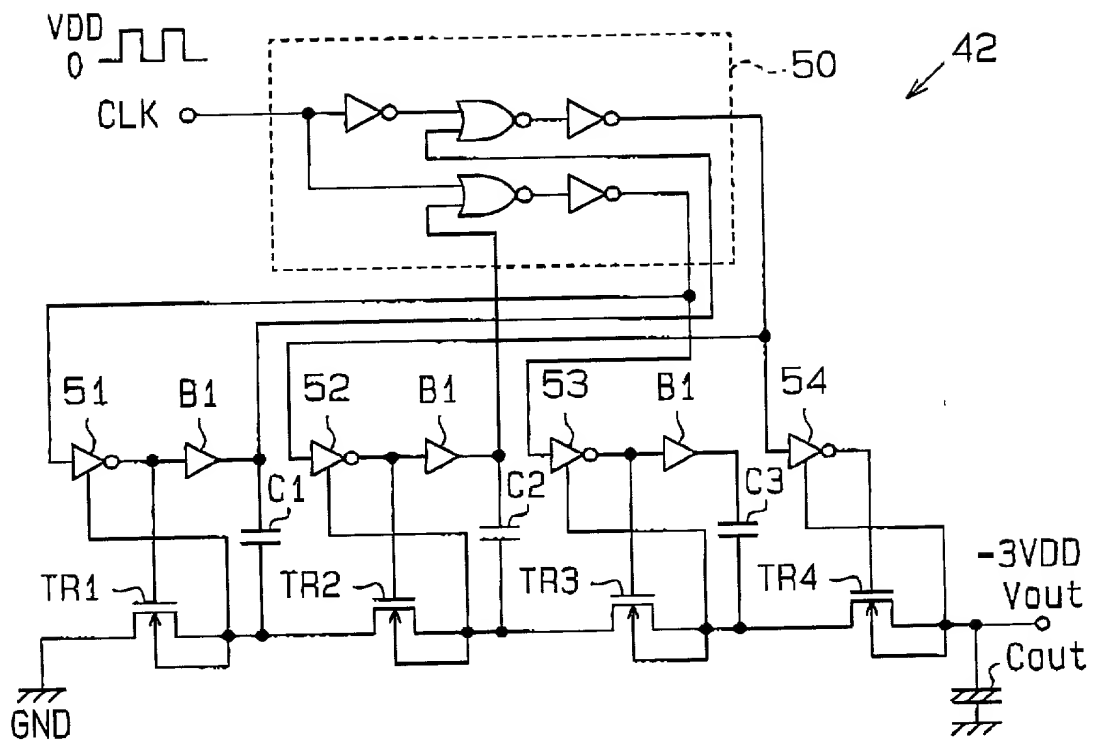 VDD
0
CLK
50
42
51
B1
52
B1
53
B1
54
C1
C2
C3
TR1
TR2
TR3
TR4
-3VDD
Vout
Cout
GND